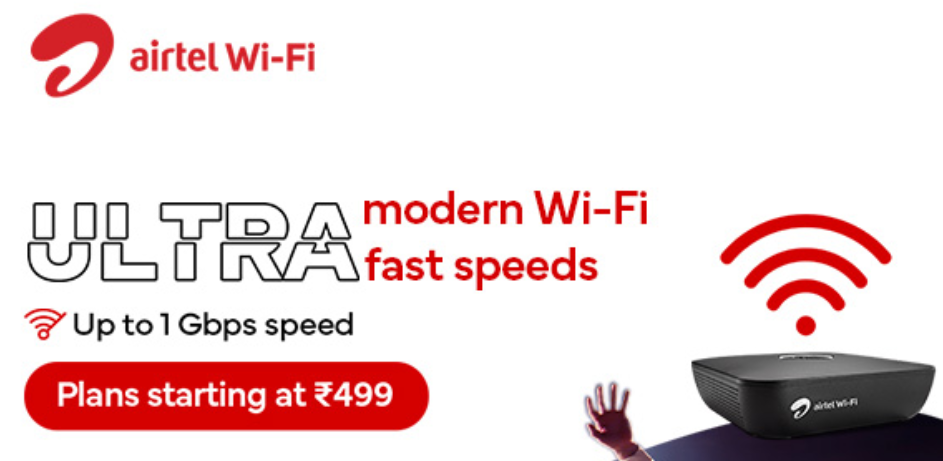 airtel Wi-Fi
ULTRA modern Wi-Fi
fast speeds
Up to 1 Gbps speed
Plans starting at ₹499
airtel Wi-Fi